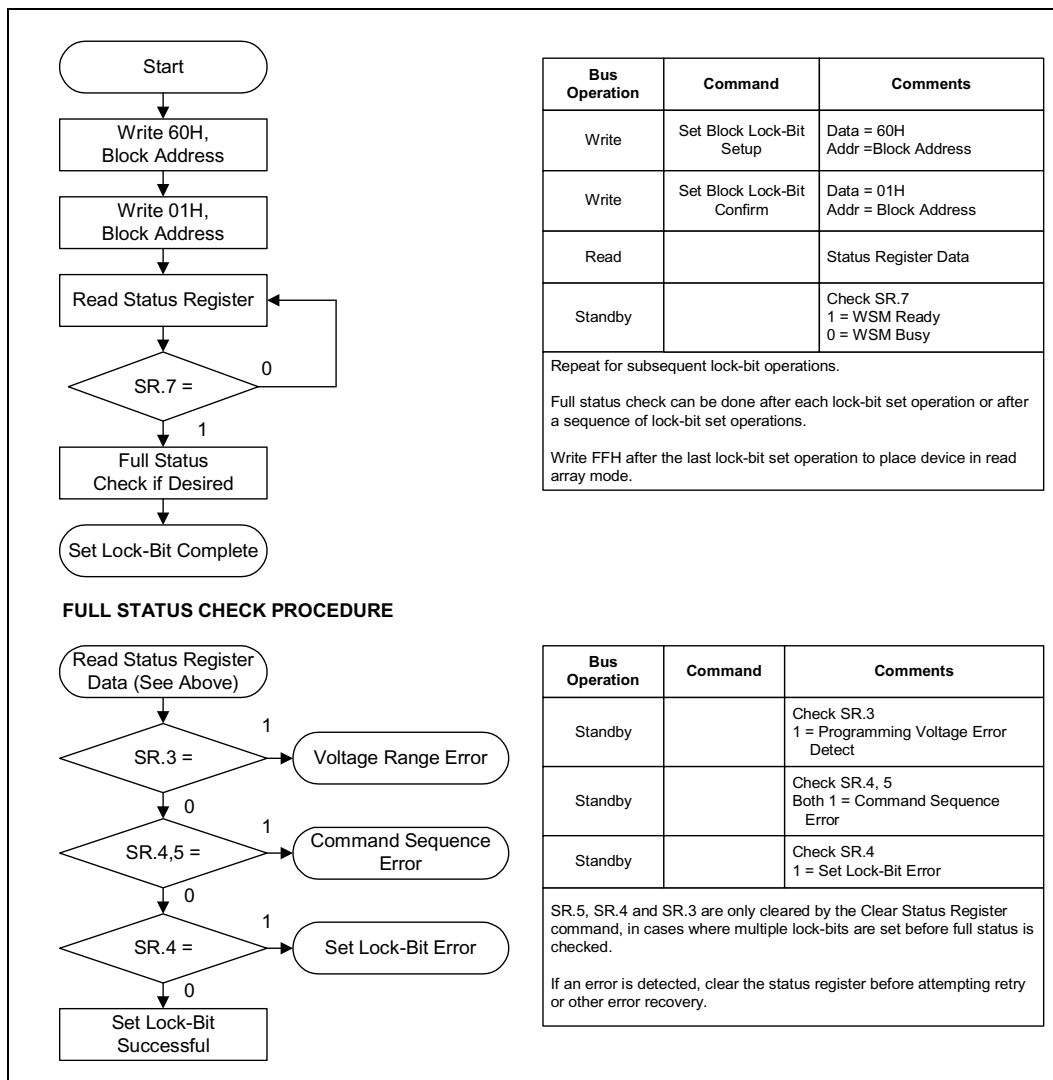 Start
Write 60H,
Block Address
Write 01H,
Block Address
Read Status Register
0
SR.7 =
1
Full Status
Check if Desired
Set Lock-Bit Complete
Bus
Operation
Command
Comments
Write
Set Block Lock-Bit
Setup
Data = 60H
Addr =Block Address
Write
Set Block Lock-Bit
Confirm
Data = 01H
Addr = Block Address
Read
Status Register Data
Standby
Check SR.7
1 = WSM Ready
0 = WSM Busy
Repeat for subsequent lock-bit operations.
Full status check can be done after each lock-bit set operation or after
a sequence of lock-bit set operations.
Write FFH after the last lock-bit set operation to place device in read
array mode.
FULL STATUS CHECK PROCEDURE
Read Status Register
Data (See Above)
1
SR.3 =
Voltage Range Error
0
1
SR.4,5 =
Command Sequence
Error
0
1
SR.4 =
Set Lock-Bit Error
0
Set Lock-Bit
Successful
Bus
Operation
Command
Comments
Standby
Check SR.3
1 = Programming Voltage Error
Detect
Standby
Check SR.4, 5
Both 1 = Command Sequence
Error
Standby
Check SR.4
1 = Set Lock-Bit Error
SR.5, SR.4 and SR.3 are only cleared by the Clear Status Register
command, in cases where multiple lock-bits are set before full status is
checked.
If an error is detected, clear the status register before attempting retry
or other error recovery.